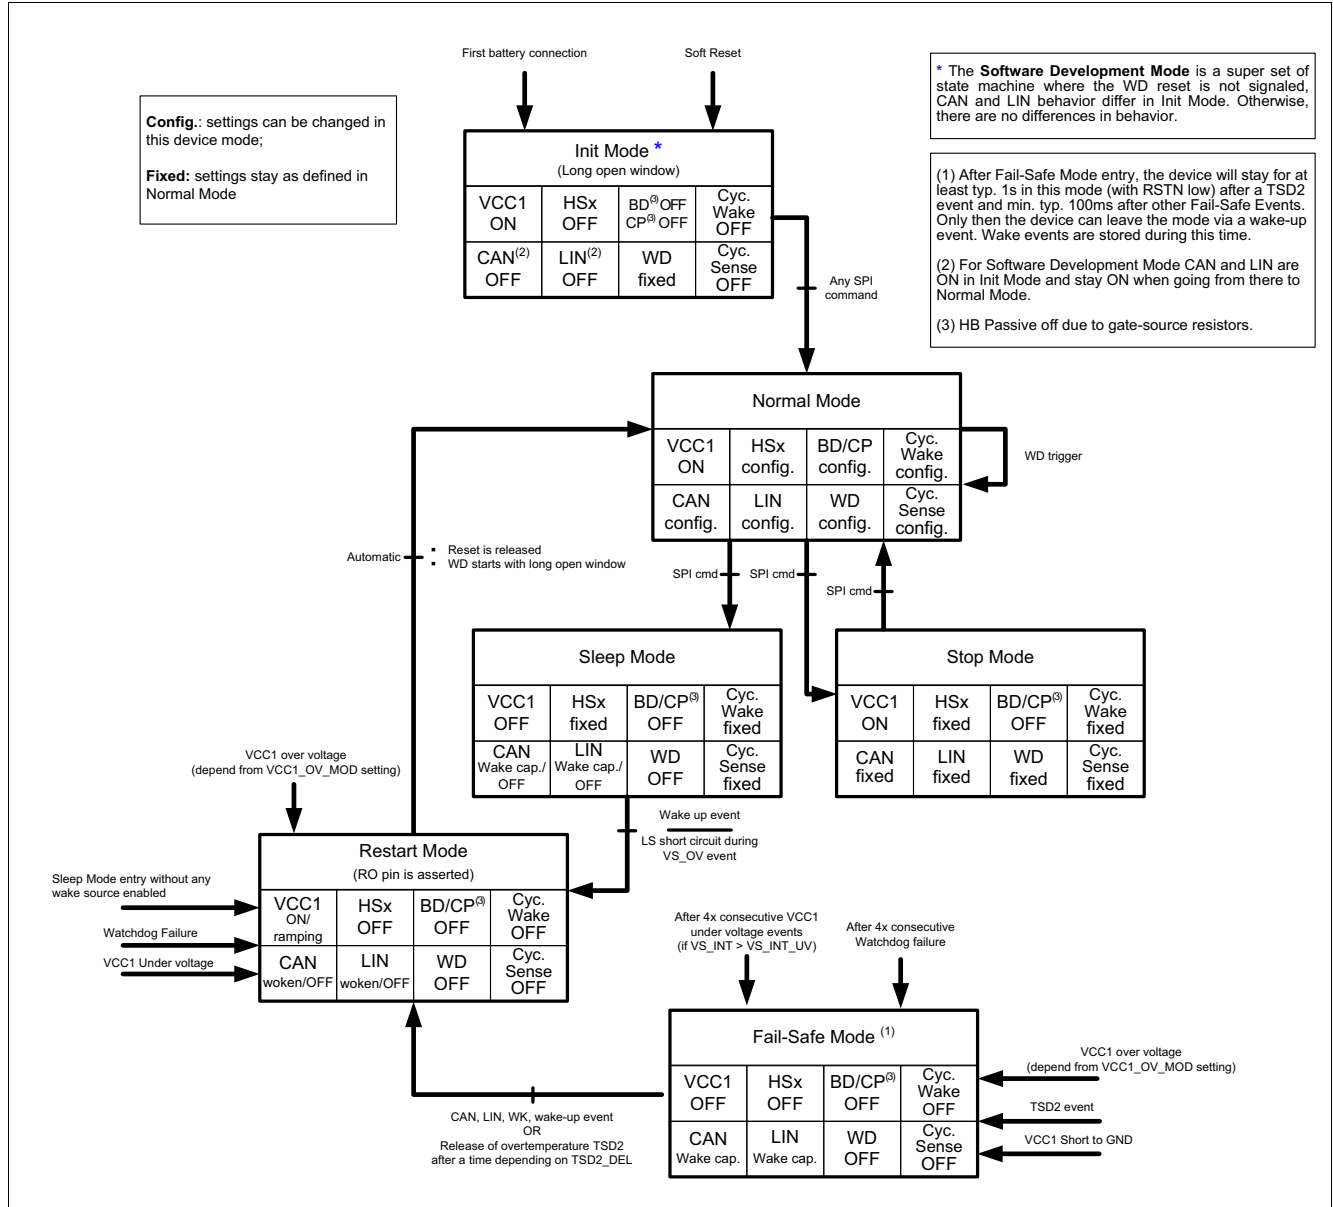 First battery connection
Soft Reset
Config.: settings can be changed in
this device mode;
Fixed: settings stay as defined in
Normal Mode
* The Software Development Mode is a super set of
state machine where the WD reset is not signaled,
CAN and LIN behavior differ in Init Mode. Otherwise,
there are no differences in behavior.
(1) After Fail-Safe Mode entry, the device will stay for at
least typ. 1s in this mode (with RSTN low) after a TSD2
event and min. typ. 100ms after other Fail-Safe Events.
Only then the device can leave the mode via a wake-up
event. Wake events are stored during this time.
(2) For Software Development Mode CAN and LIN are
ON in Init Mode and stay ON when going from there to
Normal Mode.
(3) HB Passive off due to gate-source resistors.
Init Mode *
(Long open window)
VCC1
ON
HSx
OFF
BD(3) OFF
CP(3) OFF
Cyc.
Wake
OFF
CAN(2)
OFF
LIN(2)
OFF
WD
fixed
Cyc.
Sense
OFF
Any SPI
command
Normal Mode
VCC1
ON
HSx
config.
BD/CP
config.
Cyc.
Wake
config.
CAN
config.
LIN
config.
WD
config.
Cyc.
Sense
config.
WD trigger
Automatic
▪ Reset is released
▪ WD starts with long open window
SPI cmd
SPI cmd
SPI cmd
Sleep Mode
VCC1
OFF
HSx
fixed
BD/CP(3)
OFF
Cyc.
Wake
fixed
CAN
Wake cap./
OFF
LIN
Wake cap./
OFF
WD
OFF
Cyc.
Sense
fixed
Stop Mode
VCC1
ON
HSx
fixed
BD/CP(3)
OFF
Cyc.
Wake
fixed
CAN
fixed
LIN
fixed
WD
fixed
Cyc.
Sense
fixed
VCC1 over voltage
(depend from VCC1_OV_MOD setting)
Wake up event
LS short circuit during
VS_OV event
Restart Mode
(RO pin is asserted)
VCC1
ON/
ramping
HSx
OFF
BD/CP(3)
OFF
Cyc.
Wake
OFF
CAN
woken/OFF
LIN
woken/OFF
WD
OFF
Cyc.
Sense
OFF
Sleep Mode entry without any
wake source enabled
Watchdog Failure
VCC1 Under voltage
After 4x consecutive VCC1
under voltage events
(if VS_INT > VS_INT_UV)
After 4x consecutive
Watchdog failure
Fail-Safe Mode (1)
VCC1
OFF
HSx
OFF
BD/CP(3)
OFF
Cyc.
Wake
OFF
CAN
Wake cap.
LIN
Wake cap.
WD
OFF
Cyc.
Sense
OFF
VCC1 over voltage
(depend from VCC1_OV_MOD setting)
TSD2 event
VCC1 Short to GND
CAN, LIN, WK, wake-up event
OR
Release of overtemperature TSD2
after a time depending on TSD2_DEL